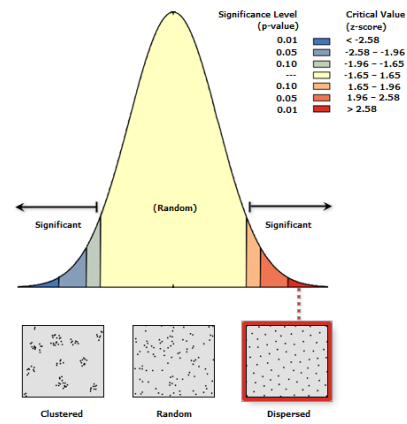 Significance Level Critical Value
(p-value) (z-score)
0.01 < -2.58
0.05 -2.58 – -1.96
0.10 -1.96 – -1.65
--- -1.65 – 1.65
0.10 1.65 – 1.96
0.05 1.96 – 2.58
0.01 > 2.58
(Random)
Significant Significant
Clustered Random Dispersed